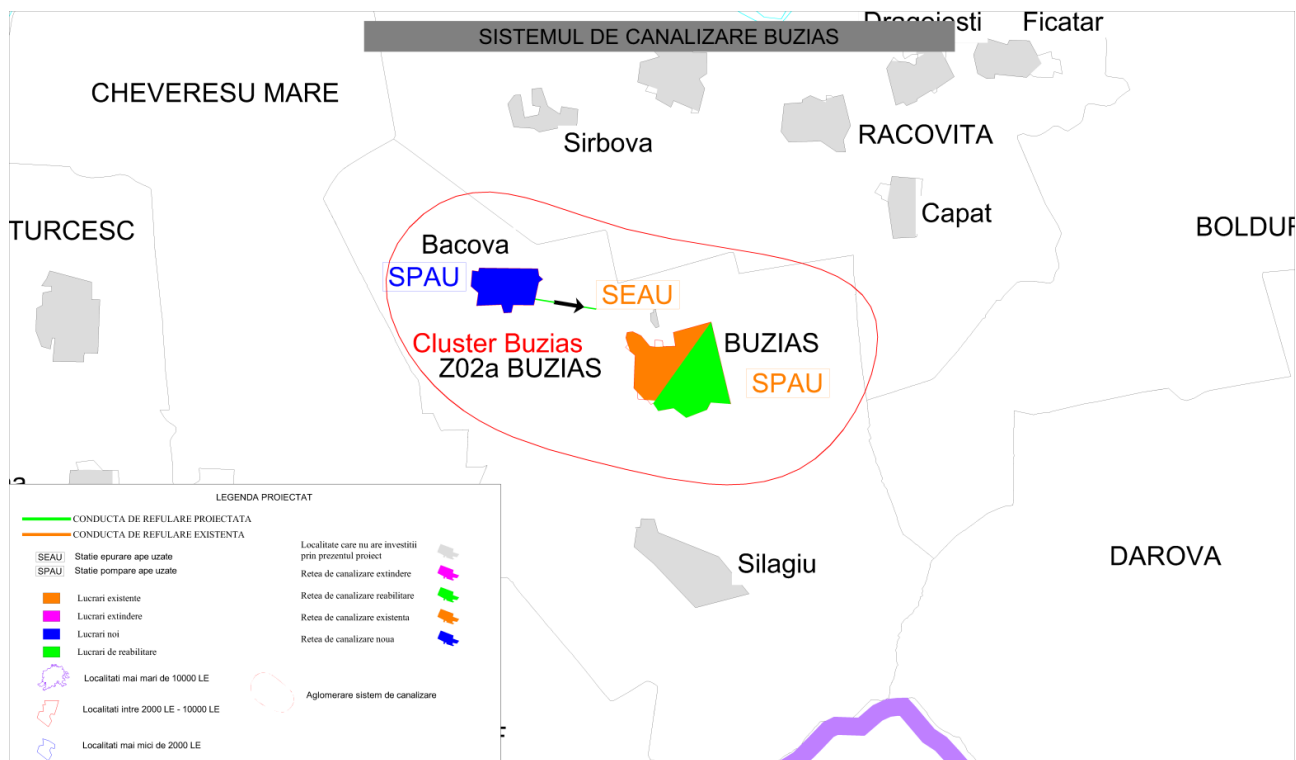 SISTEMUL DE CANALIZARE BUZIAS
Ficatar
CHEVERESU MARE
Sirbova
RACOVITA
Capat
TURCESC
BOLDUR
Bacova
SPAU
SEAU
Cluster Buzias
Z02a BUZIAS
BUZIAS
SPAU
Silagiu
DAROVA
LEGENDA PROIECTAT
CONDUCTA DE REFULARE PROIECTATA
CONDUCTA DE REFULARE EXISTENTA
SEAU Statie epurare ape uzate
SPAU Statie pompare ape uzate
Lucrari existente
Lucrari extindere
Lucrari noi
Lucrari de reabilitare
Localitati mai mari de 10000 LE
Localitati intre 2000 LE - 10000 LE
Localitati mai mici de 2000 LE
Localitate care nu are investitii
prin prezentul proiect
Retea de canalizare extindere
Retea de canalizare reabilitare
Retea de canalizare existenta
Retea de canalizare noua
Aglomerare sistem de canalizare